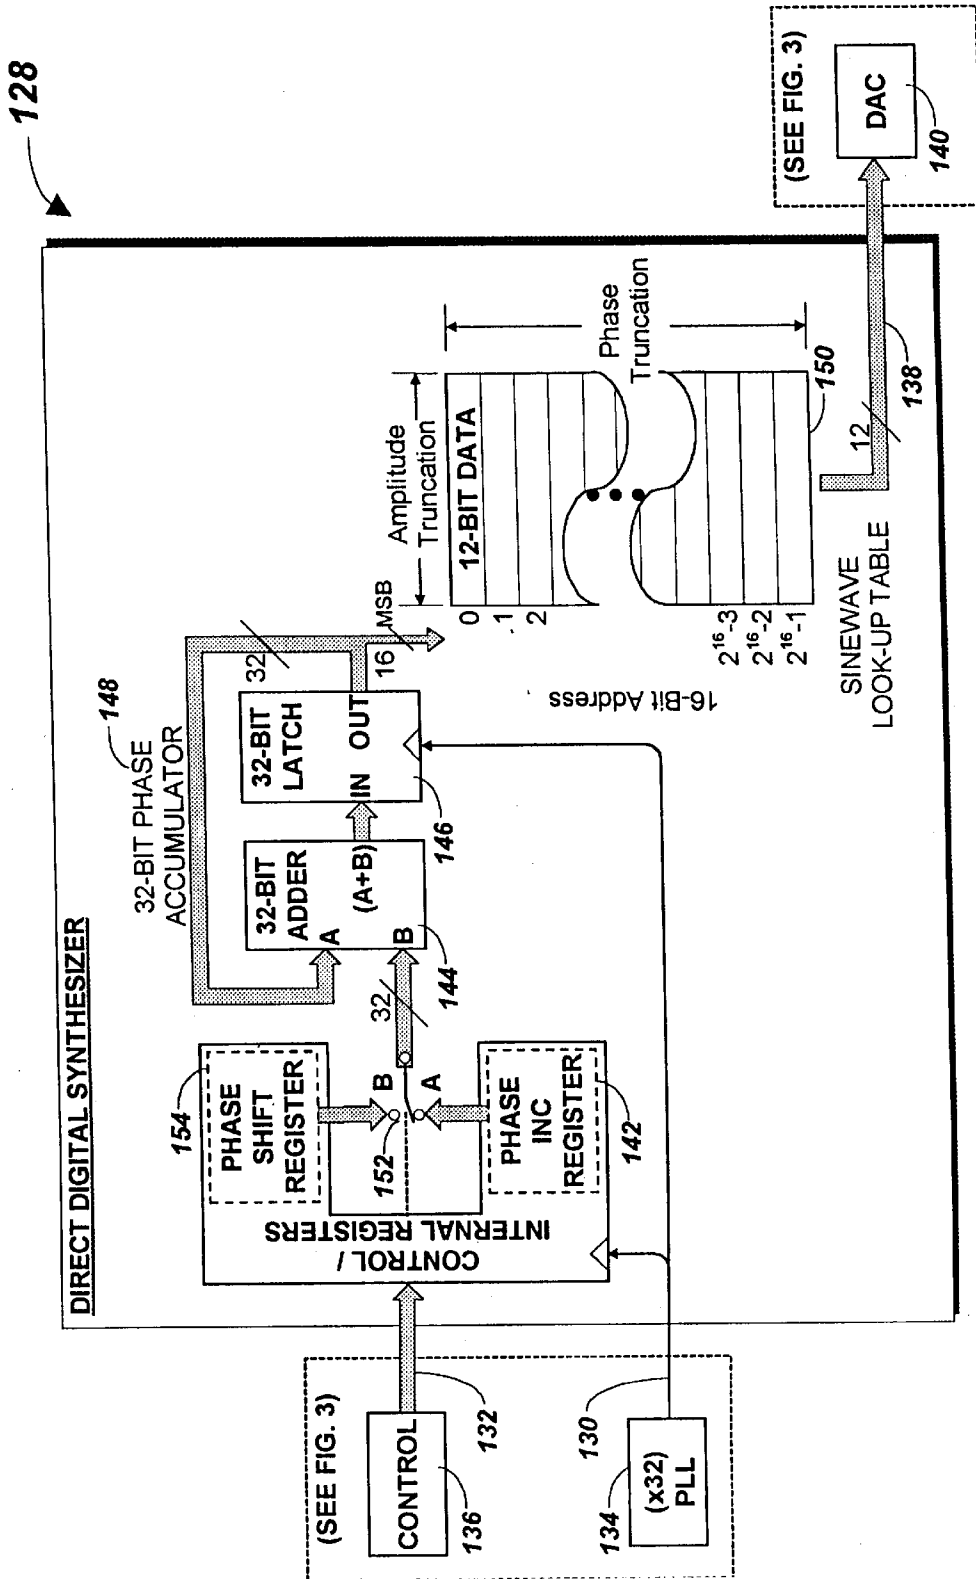 128
DIRECT DIGITAL SYNTHESIZER
32-BIT PHASE
ACCUMULATOR
148
154
PHASE
SHIFT
REGISTER
CONTROL /
INTERNAL REGISTERS
B
A
152
PHASE
INC
REGISTER
142
32
32-BIT
ADDER
A
(A+B)
B
144
32-BIT
LATCH
IN OUT
146
32
16
MSB
Amplitude
Truncation
12-BIT DATA
0
1
2
2^16-3
2^16-2
2^16-1
16-Bit Address
Phase
Truncation
150
SINEWAVE
LOOK-UP TABLE
12
138
(SEE FIG. 3)
DAC
140
(SEE FIG. 3)
CONTROL
136
132
(x32)
PLL
134
130